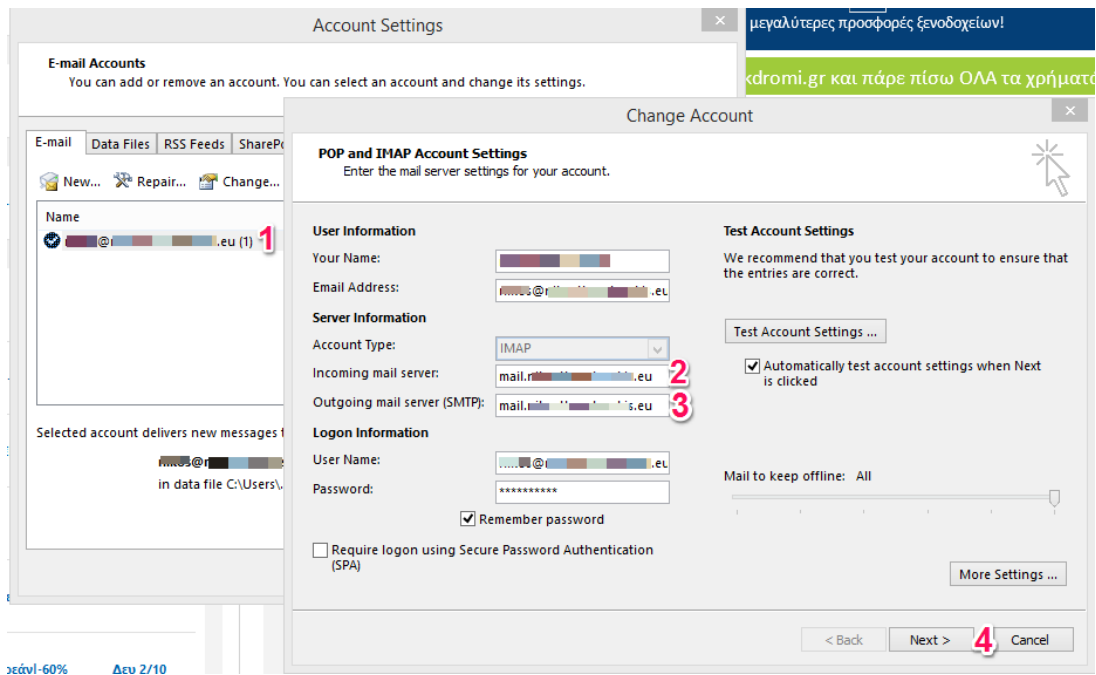 Account Settings
μεγαλύτερες προσφορές ξενοδοχείων!
E-mail Accounts
You can add or remove an account. You can select an account and change its settings.
kdromi.gr και πάρε πίσω ΟΛΑ τα χρήματ
Change Account
E-mail
Data Files
RSS Feeds
ShareP
New...
Repair...
Change...
Name
.eu (1) 1
POP and IMAP Account Settings
Enter the mail server settings for your account.
User Information
Your Name:
Email Address:
.eu
Server Information
Account Type:
IMAP
Incoming mail server:
mail. .eu 2
Outgoing mail server (SMTP):
mail. .eu 3
Logon Information
User Name:
Password:
**********
Remember password
Require logon using Secure Password Authentication
(SPA)
Test Account Settings
We recommend that you test your account to ensure that
the entries are correct.
Test Account Settings ...
Automatically test account settings when Next
is clicked
Mail to keep offline: All
More Settings ...
< Back
Next > 4
Cancel
Selected account delivers new messages
in data file C:\Users\
-60%
Δευ 2/10